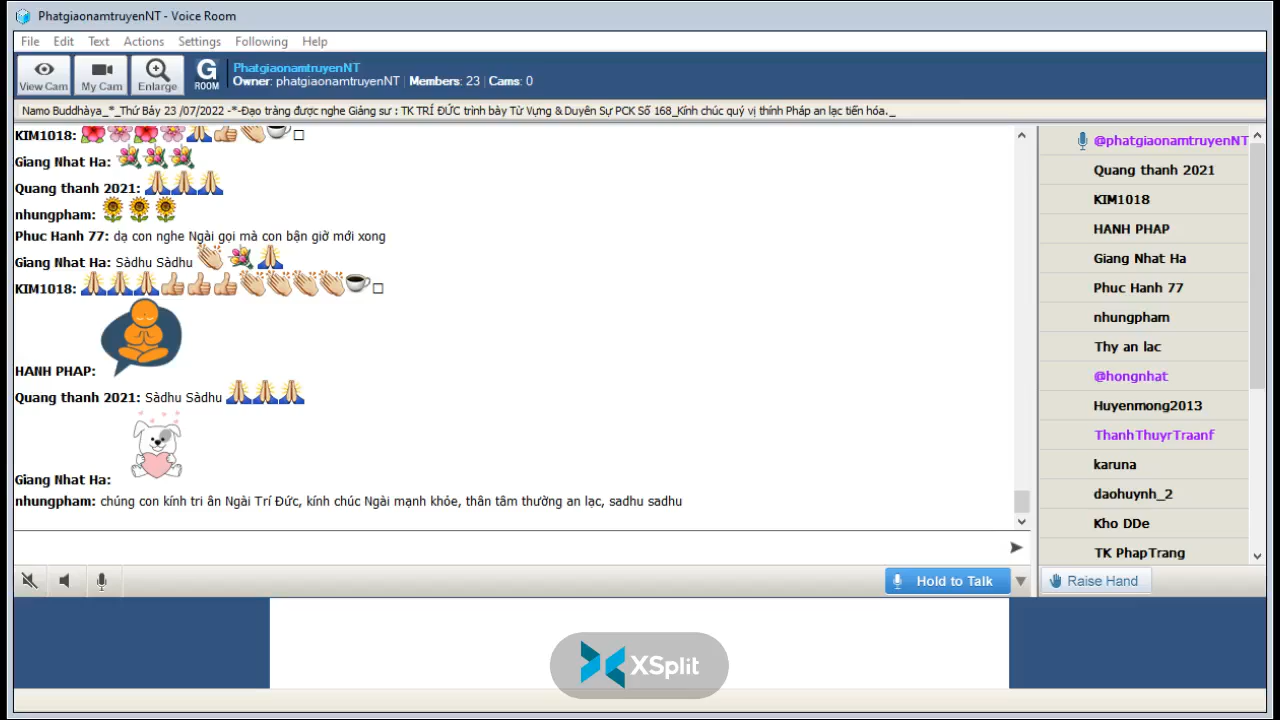 PhatgiaonamtruyenNT - Voice Room
File Edit Text Actions Settings Following Help
View Cam My Cam Enlarge G ROOM
PhatgiaonamtruyenNT
Owner: phatgiaonamtruyenNT | Members: 23 | Cams: 0
Namo Buddhàya_*_Thứ Bảy 23 /07/2022 -*-Đạo tràng được nghe Giảng sư : TK TRÍ ĐỨC trình bày Từ Vựng & Duyên Sự PCK Số 168_Kính chúc quý vị thính Pháp an lạc tiến hóa._
KIM1018:
Giang Nhat Ha:
Quang thanh 2021:
nhungpham:
Phuc Hanh 77: dạ con nghe Ngài gọi mà con bận giờ mới xong
Giang Nhat Ha: Sàdhu Sàdhu
KIM1018:
HANH PHAP:
Quang thanh 2021: Sàdhu Sàdhu
Giang Nhat Ha:
nhungpham: chúng con kính tri ân Ngài Trí Đức, kính chúc Ngài mạnh khỏe, thân tâm thường an lạc, sadhu sadhu
@phatgiaonamtruyenNT
Quang thanh 2021
KIM1018
HANH PHAP
Giang Nhat Ha
Phuc Hanh 77
nhungpham
Thy an lac
@hongnhat
Huyenmong2013
ThanhThuyrTraanf
karuna
daohuynh_2
Kho DDe
TK PhapTrang
Hold to Talk
Raise Hand
XSplit